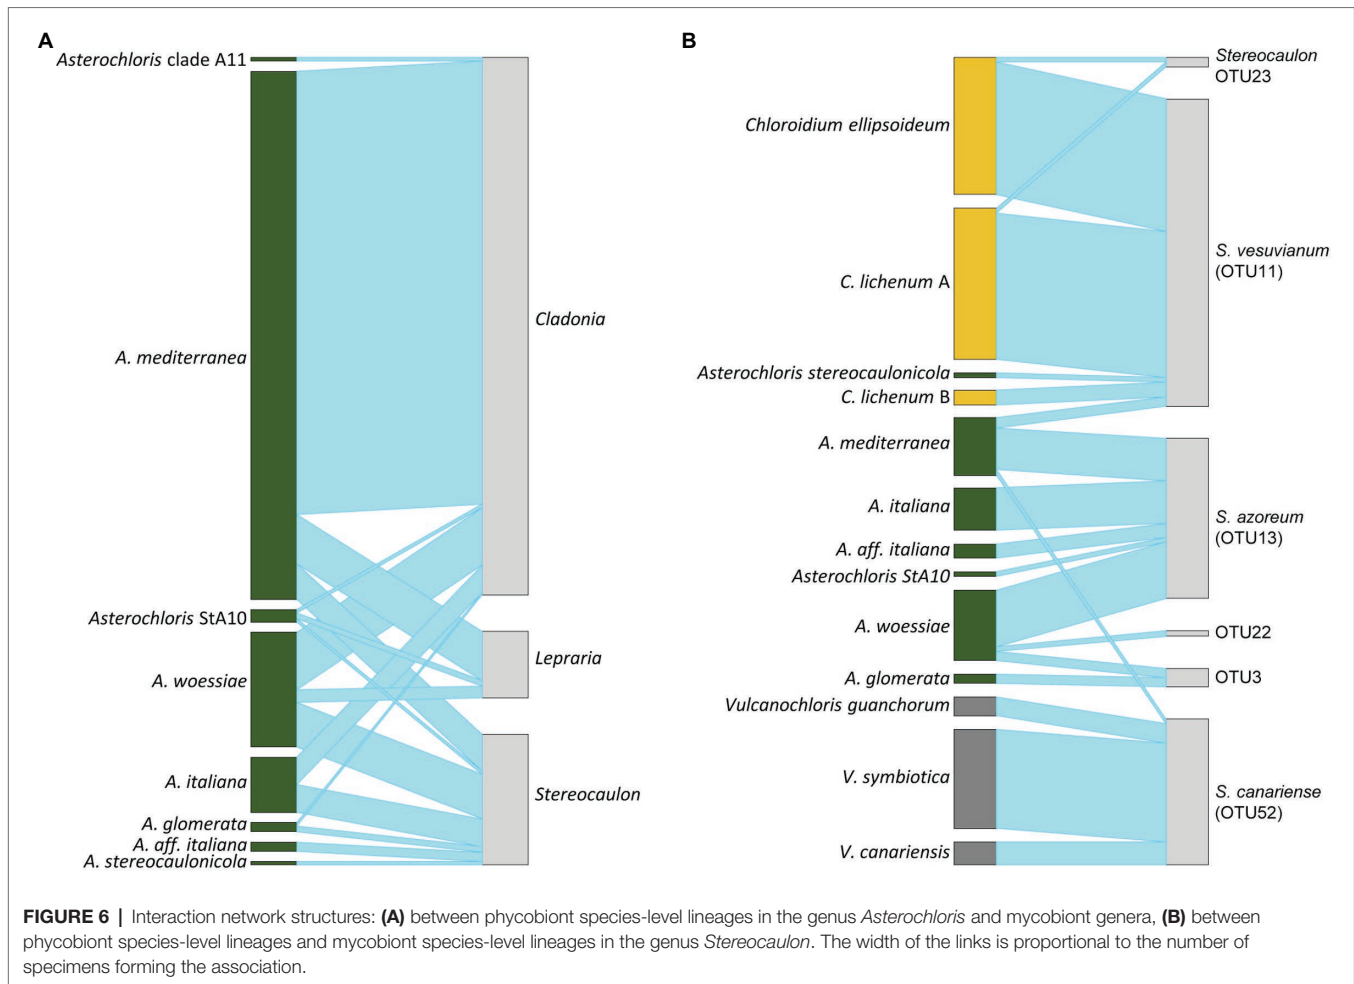 A
Asterochloris clade A11
A. mediterranea
Asterochloris StA10
A. woessiae
A. italiana
A. glomerata
A. aff. italiana
A. stereocaulonicola
Cladonia
Lepraria
Stereocaulon
B
Chloroidium ellipsoideum
C. lichenum A
Asterochloris stereocaulonicola
C. lichenum B
A. mediterranea
A. italiana
A. aff. italiana
Asterochloris StA10
A. woessiae
A. glomerata
Vulcanochloris guanchorum
V. symbiotica
V. canariensis
Stereocaulon
OTU23
S. vesuvianum
(OTU11)
S. azoreum
(OTU13)
OTU22
OTU3
S. canariense
(OTU52)
FIGURE 6 | Interaction network structures: (A) between phycobiont species-level lineages in the genus Asterochloris and mycobiont genera, (B) between
phycobiont species-level lineages and mycobiont species-level lineages in the genus Stereocaulon. The width of the links is proportional to the number of
specimens forming the association.